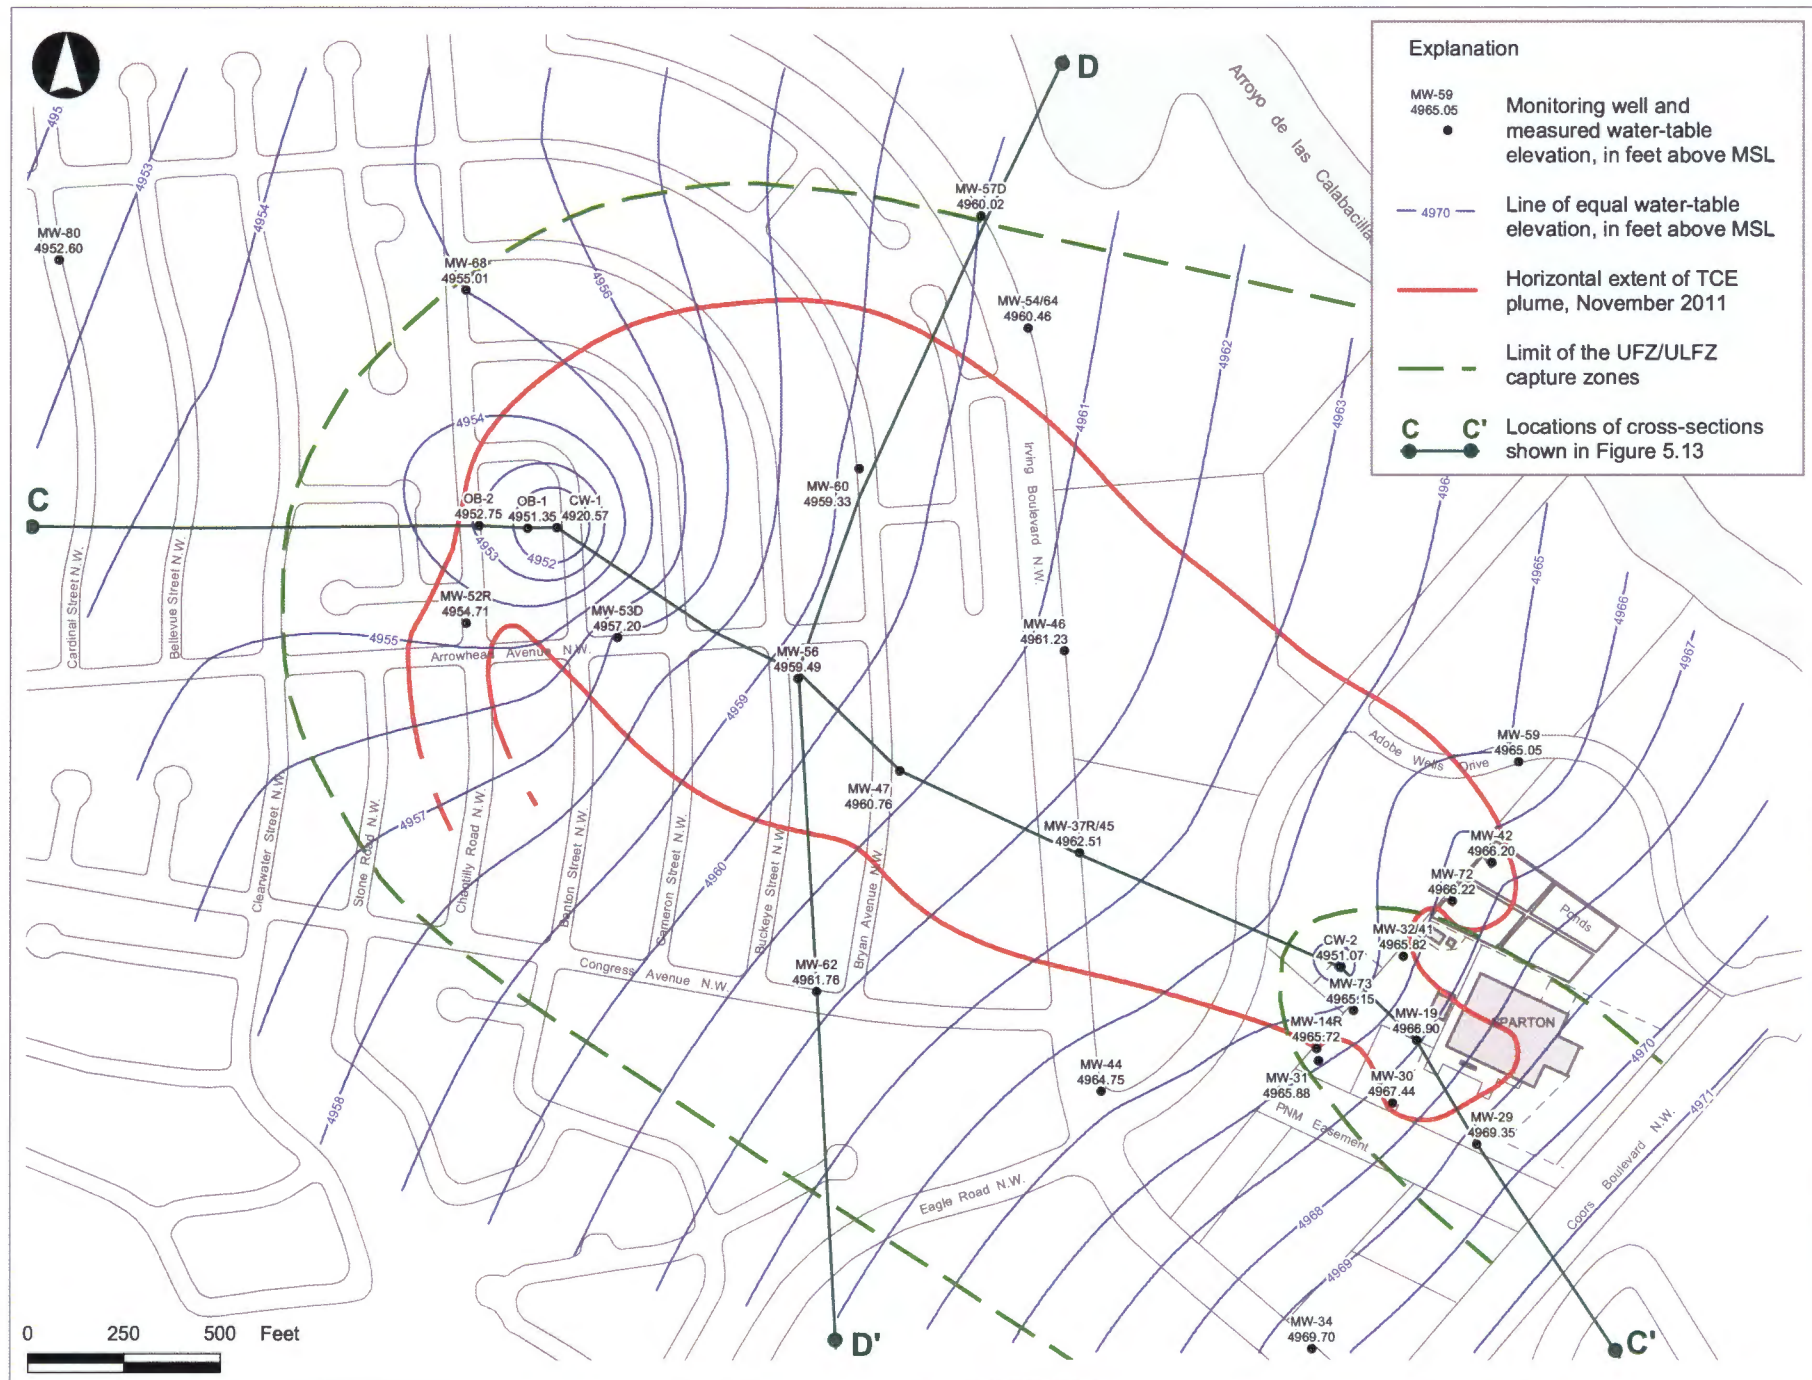 Explanation
MW-59
4965.05
Monitoring well and
measured water-table
elevation, in feet above MSL
4970
Line of equal water-table
elevation, in feet above MSL
Horizontal extent of TCE
plume, November 2011
Limit of the UFZ/ULFZ
capture zones
C C'
Locations of cross-sections
shown in Figure 5.13
D
Arroyo de las Calabacilla
495
4953
4954
MW-57D
4960.02
MW-80
4952.60
MW-68
4955.01
4956
MW-54/64
4960.46
4962
4961
4963
4954
496
C
OB-2
4952.75
OB-1
4951.35
CW-1
4920.57
4953
4952
MW-60
4959.33
Irving Boulevard N.W.
4965
4966
4967
Cardinal Street N.W.
Bellevue Street N.W.
MW-52R
4954.71
MW-53D
4957.20
4955
Arrowhead Avenue N.W.
MW-56
4959.49
MW-46
4961.23
4959
MW-59
4965.05
Adobe Wells Drive
MW-47
4960.76
4957
Clearwater Street N.W.
Stone Road N.W.
Chantilly Road N.W.
Benton Street N.W.
Cameron Street N.W.
Buckeye Street N.W.
Bryan Avenue N.W.
4960
MW-37R/45
4962.51
MW-42
4966.20
MW-72
4966.22
Ponds
MW-32/41
4965.82
CW-2
4951.07
MW-73
4965.15
Congress Avenue N.W.
MW-62
4961.76
MW-19
4966.90
SPARTON
MW-14R
4965.72
4970
MW-44
4964.75
MW-31
4965.88
MW-30
4967.44
4958
PNM Easement
MW-29
4969.35
4971
Coors Boulevard N.W.
Eagle Road N.W.
4968
4969
MW-34
4969.70
0 250 500 Feet
D'
C'